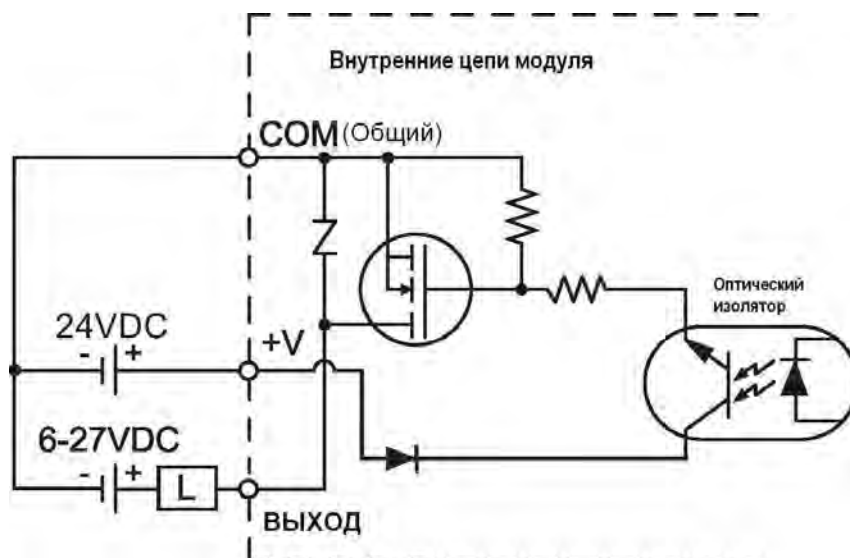 Внутренние цепи модуля
COM (Общий)
Оптический
изолятор
24VDC
- +
+V
6-27VDC
- +
L
ВЫХОД